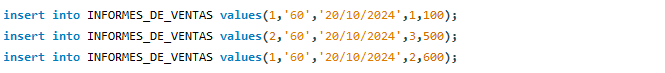 insert into INFORMES_DE_VENTAS values(1,'60','20/10/2024',1,100);
insert into INFORMES_DE_VENTAS values(2,'60','20/10/2024',3,500);
insert into INFORMES_DE_VENTAS values(1,'60','20/10/2024',2,600);